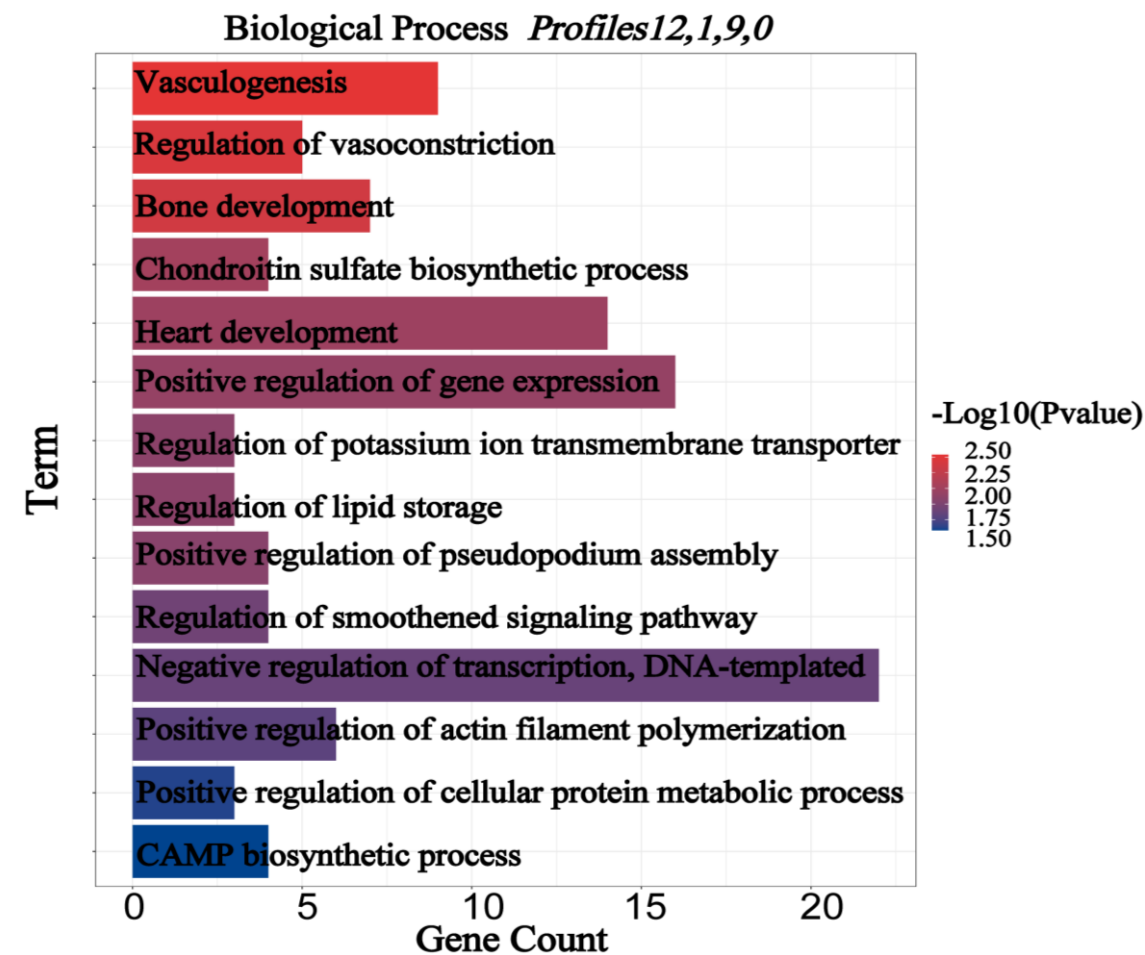 Biological Process Profiles12,1,9,0
Vasculogenesis
Regulation of vasoconstriction
Bone development
Chondroitin sulfate biosynthetic process
Heart development
Positive regulation of gene expression
Regulation of potassium ion transmembrane transporter
Regulation of lipid storage
Positive regulation of pseudopodium assembly
Regulation of smoothened signaling pathway
Negative regulation of transcription, DNA-templated
Positive regulation of actin filament polymerization
Positive regulation of cellular protein metabolic process
CAMP biosynthetic process
Term
0 5 10 15 20
Gene Count
-Log10(Pvalue)
2.50
2.25
2.00
1.75
1.50